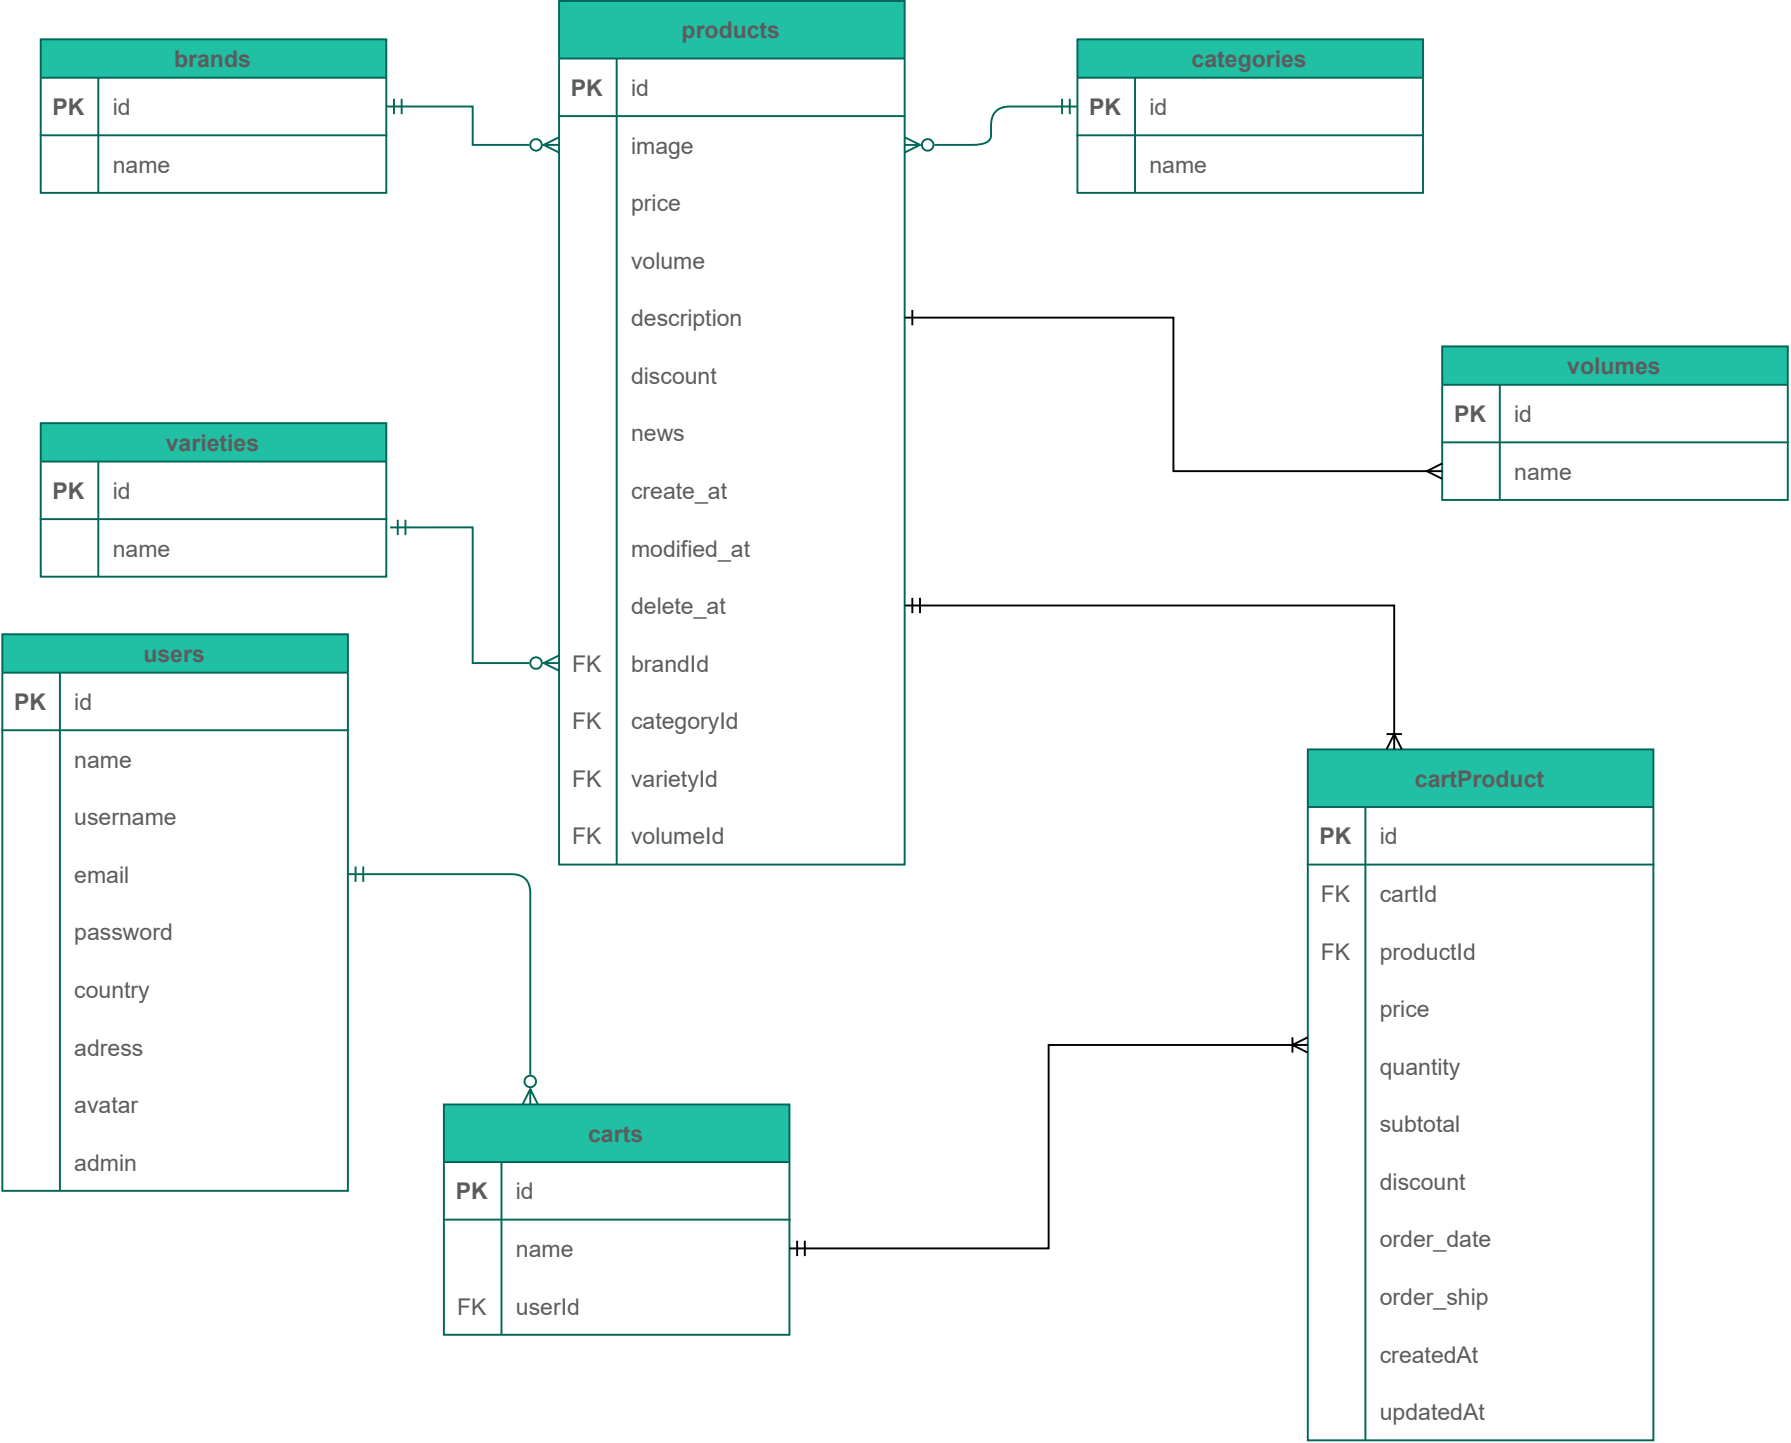 brands
PK id
name
products
PK id
image
price
volume
description
discount
news
create_at
modified_at
delete_at
FK brandId
FK categoryId
FK varietyId
FK volumeId
categories
PK id
name
volumes
PK id
name
varieties
PK id
name
users
PK id
name
username
email
password
country
adress
avatar
admin
carts
PK id
name
FK userId
cartProduct
PK id
FK cartId
FK productId
price
quantity
subtotal
discount
order_date
order_ship
createdAt
updatedAt